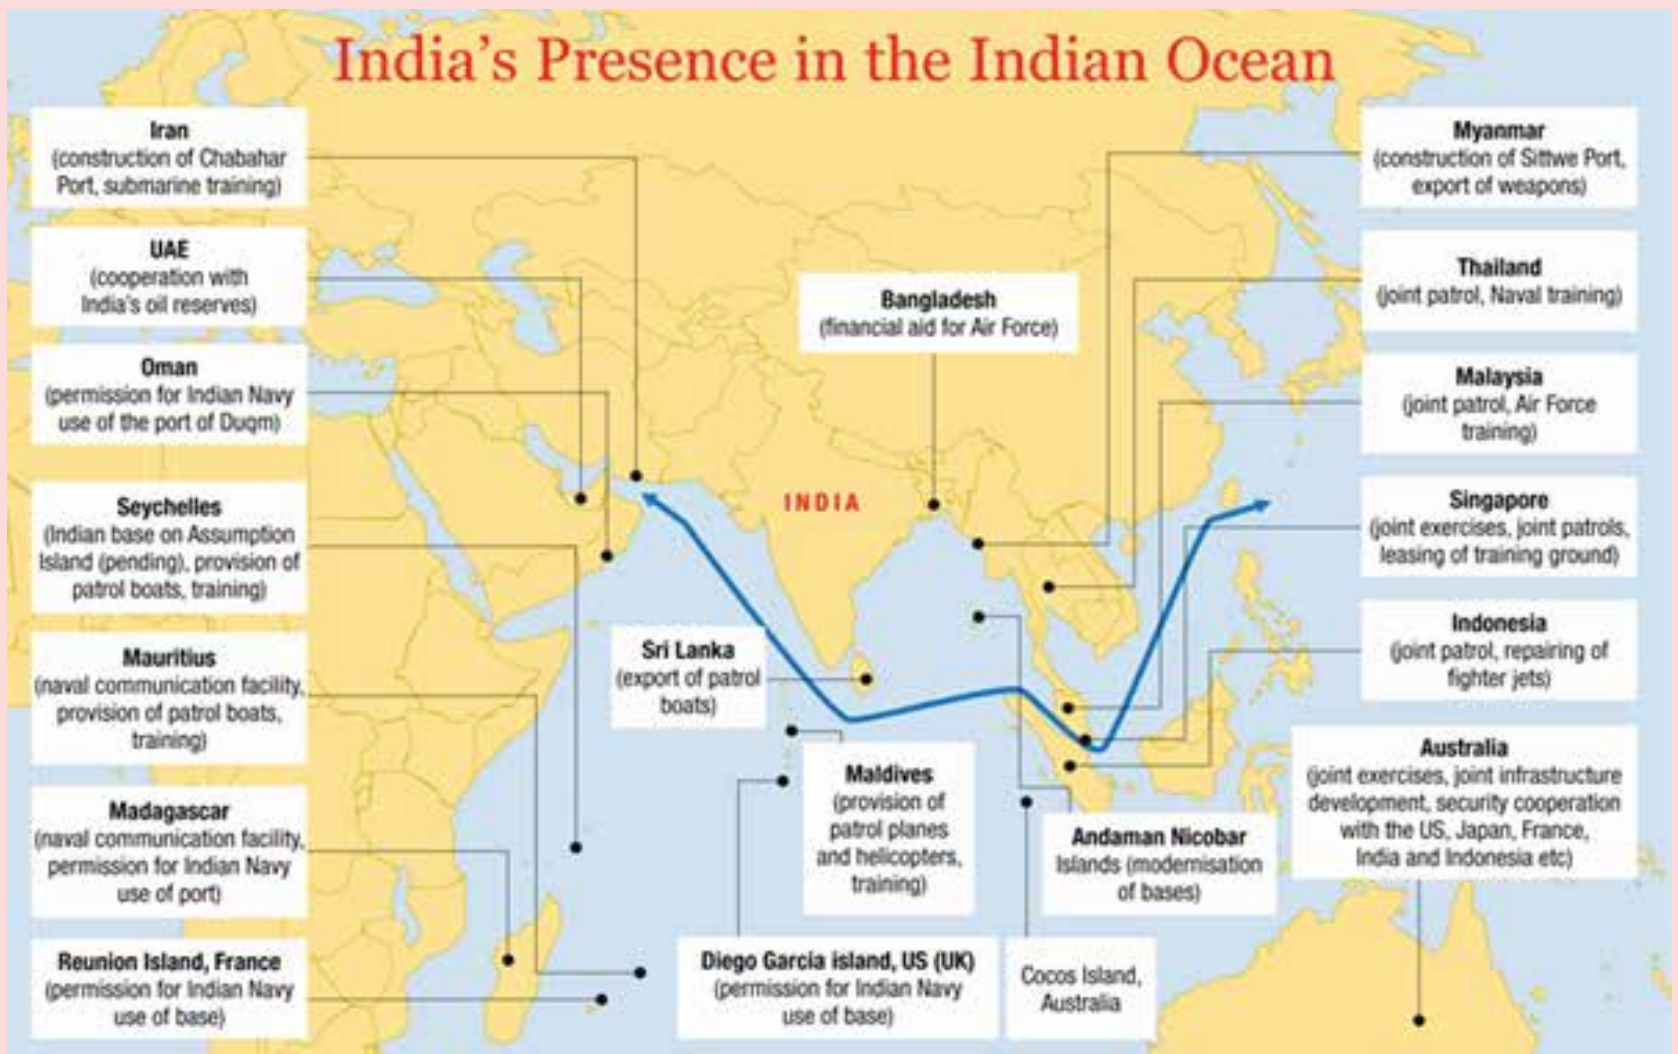 India's Presence in the Indian Ocean
Iran
(construction of Chabahar
Port, submarine training)
UAE
(cooperation with
India's oil reserves)
Oman
(permission for Indian Navy
use of the port of Duqm)
Seychelles
(Indian base on Assumption
Island (pending), provision of
patrol boats, training)
Mauritius
(naval communication facility,
provision of patrol boats,
training)
Madagascar
(naval communication facility,
permission for Indian Navy
use of port)
Reunion Island, France
(permission for Indian Navy
use of base)
Bangladesh
(financial aid for Air Force)
INDIA
Sri Lanka
(export of patrol
boats)
Maldives
(provision of
patrol planes
and helicopters,
training)
Diego Garcia island, US (UK)
(permission for Indian Navy
use of base)
Cocos Island,
Australia
Andaman Nicobar
Islands (modernisation
of bases)
Myanmar
(construction of Sittwe Port,
export of weapons)
Thailand
(joint patrol, Naval training)
Malaysia
(joint patrol, Air Force
training)
Singapore
(joint exercises, joint patrols,
leasing of training ground)
Indonesia
(joint patrol, repairing of
fighter jets)
Australia
(joint exercises, joint infrastructure
development, security cooperation
with the US, Japan, France,
India and Indonesia etc)